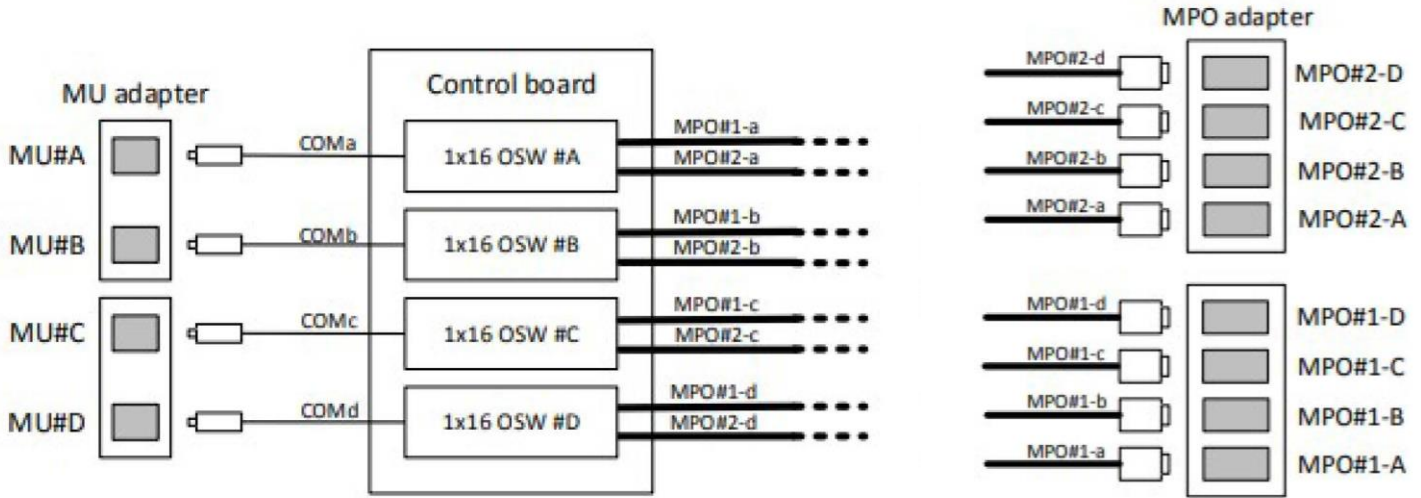 MU adapter
MU#A
MU#B
MU#C
MU#D
COMa
COMb
COMc
COMd
Control board
1x16 OSW #A
1x16 OSW #B
1x16 OSW #C
1x16 OSW #D
MPO#1-a
MPO#2-a
MPO#1-b
MPO#2-b
MPO#1-c
MPO#2-c
MPO#1-d
MPO#2-d
MPO adapter
MPO#2-d
MPO#2-D
MPO#2-c
MPO#2-C
MPO#2-b
MPO#2-B
MPO#2-a
MPO#2-A
MPO#1-d
MPO#1-D
MPO#1-c
MPO#1-C
MPO#1-b
MPO#1-B
MPO#1-a
MPO#1-A